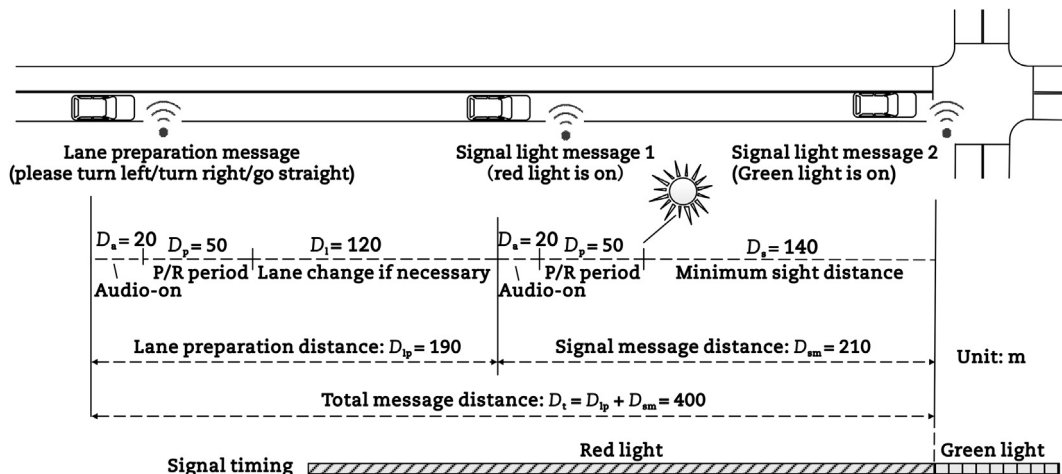 Lane preparation message
(please turn left/turn right/go straight)
Signal light message 1
(red light is on)
Signal light message 2
(Green light is on)
Dₐ = 20
Dₚ = 50
Dₗ = 120
Dₐ = 20
Dₚ = 50
Dₛ = 140
P/R period
Lane change if necessary
P/R period
Minimum sight distance
Audio-on
Audio-on
Lane preparation distance: Dₗₚ = 190
Signal message distance: Dₛₘ = 210
Unit: m
Total message distance: Dₜ = Dₗₚ + Dₛₘ = 400
Red light
Green light
Signal timing